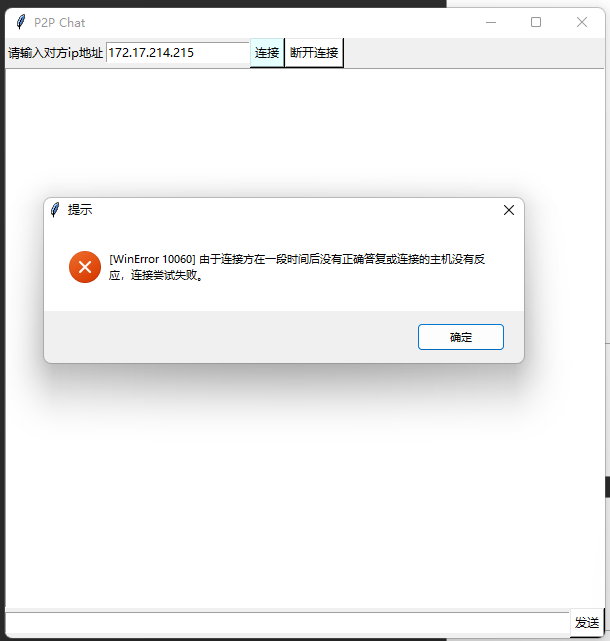 P2P Chat
请输入对方ip地址 172.17.214.215 连接 断开连接
提示
[WinError 10060] 由于连接方在一段时间后没有正确答复或连接的主机没有反
应，连接尝试失败。
确定
发送